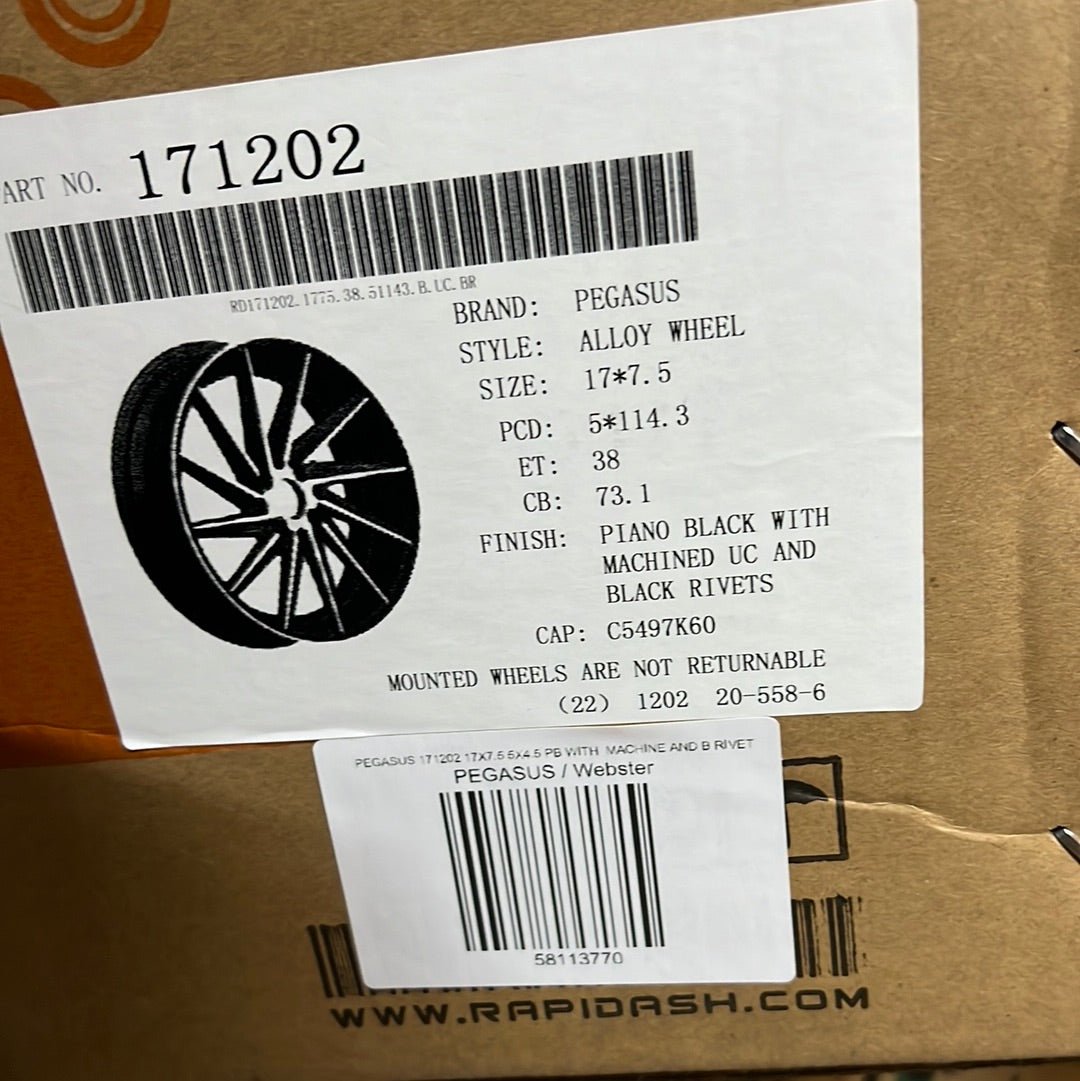 ART NO. 171202
RD171202.1775.38.51143.B.UC.BR
BRAND: PEGASUS
STYLE: ALLOY WHEEL
SIZE: 17*7.5
PCD: 5*114.3
ET: 38
CB: 73.1
FINISH: PIANO BLACK WITH
MACHINED UC AND
BLACK RIVETS
CAP: C5497K60
MOUNTED WHEELS ARE NOT RETURNABLE
(22) 1202 20-558-6
PEGASUS 171202 17X7.5 5X4.5 PB WITH MACHINE AND B RIVET
PEGASUS / Webster
58113770
WWW.RAPIDASH.COM